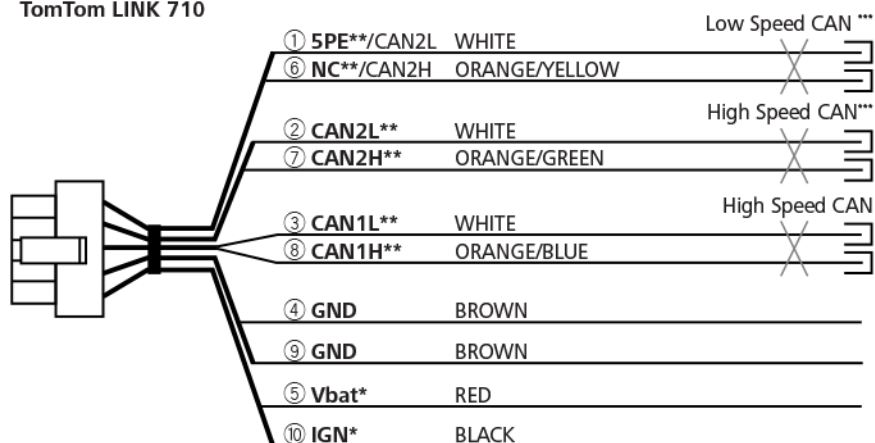 TomTom LINK 710
Low Speed CAN ***
① 5PE**/CAN2L WHITE
⑥ NC**/CAN2H ORANGE/YELLOW
High Speed CAN***
② CAN2L** WHITE
⑦ CAN2H** ORANGE/GREEN
High Speed CAN
③ CAN1L** WHITE
⑧ CAN1H** ORANGE/BLUE
④ GND BROWN
⑨ GND BROWN
⑤ Vbat* RED
⑩ IGN* BLACK